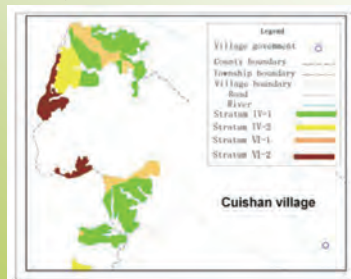 Legend
Village government
County boundary
Township boundary
Village boundary
Road
River
Stratum IV-1
Stratum IV-2
Stratum VI-1
Stratum VI-2
Cuishan village